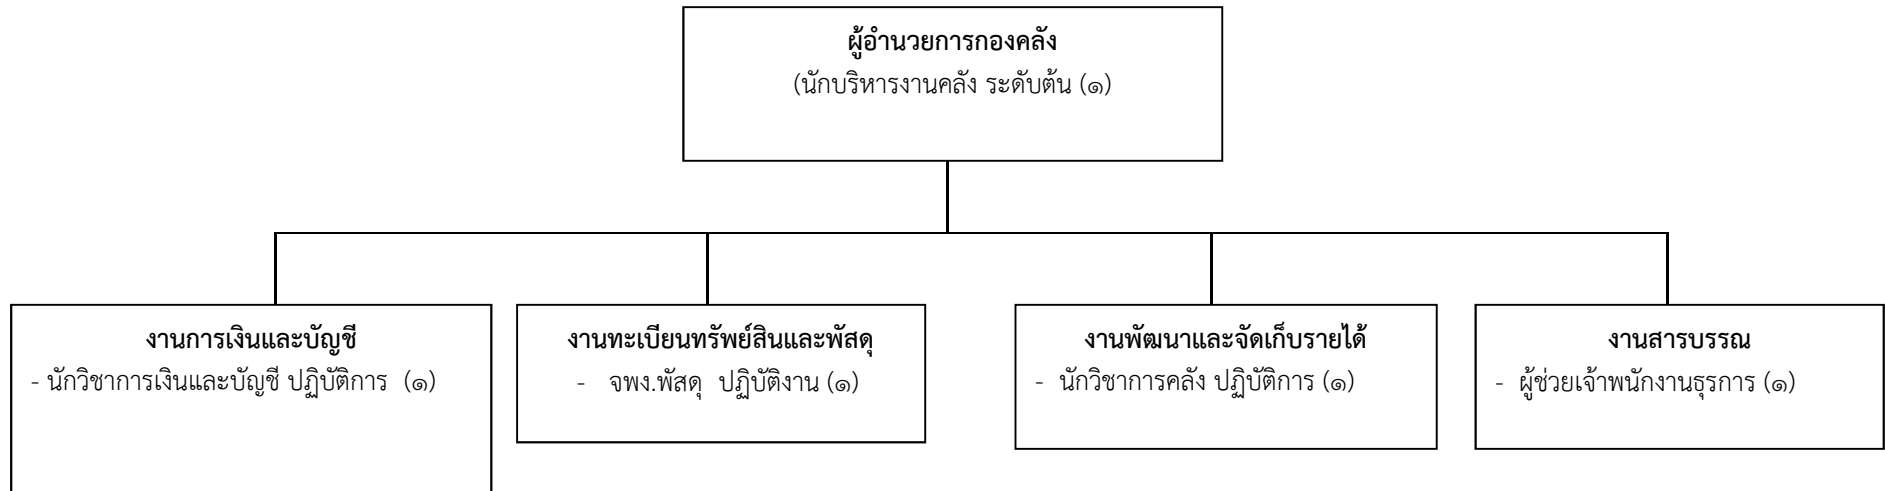 ผู้อำนวยการกองคลัง
(นักบริหารงานคลัง ระดับต้น (๑)
งานการเงินและบัญชี
- นักวิชาการเงินและบัญชี ปฏิบัติการ (๑)
งานทะเบียนทรัพย์สินและพัสดุ
- จพง.พัสดุ ปฏิบัติงาน (๑)
งานพัฒนาและจัดเก็บรายได้
- นักวิชาการคลัง ปฏิบัติการ (๑)
งานสารบรรณ
- ผู้ช่วยเจ้าพนักงานธุรการ (๑)